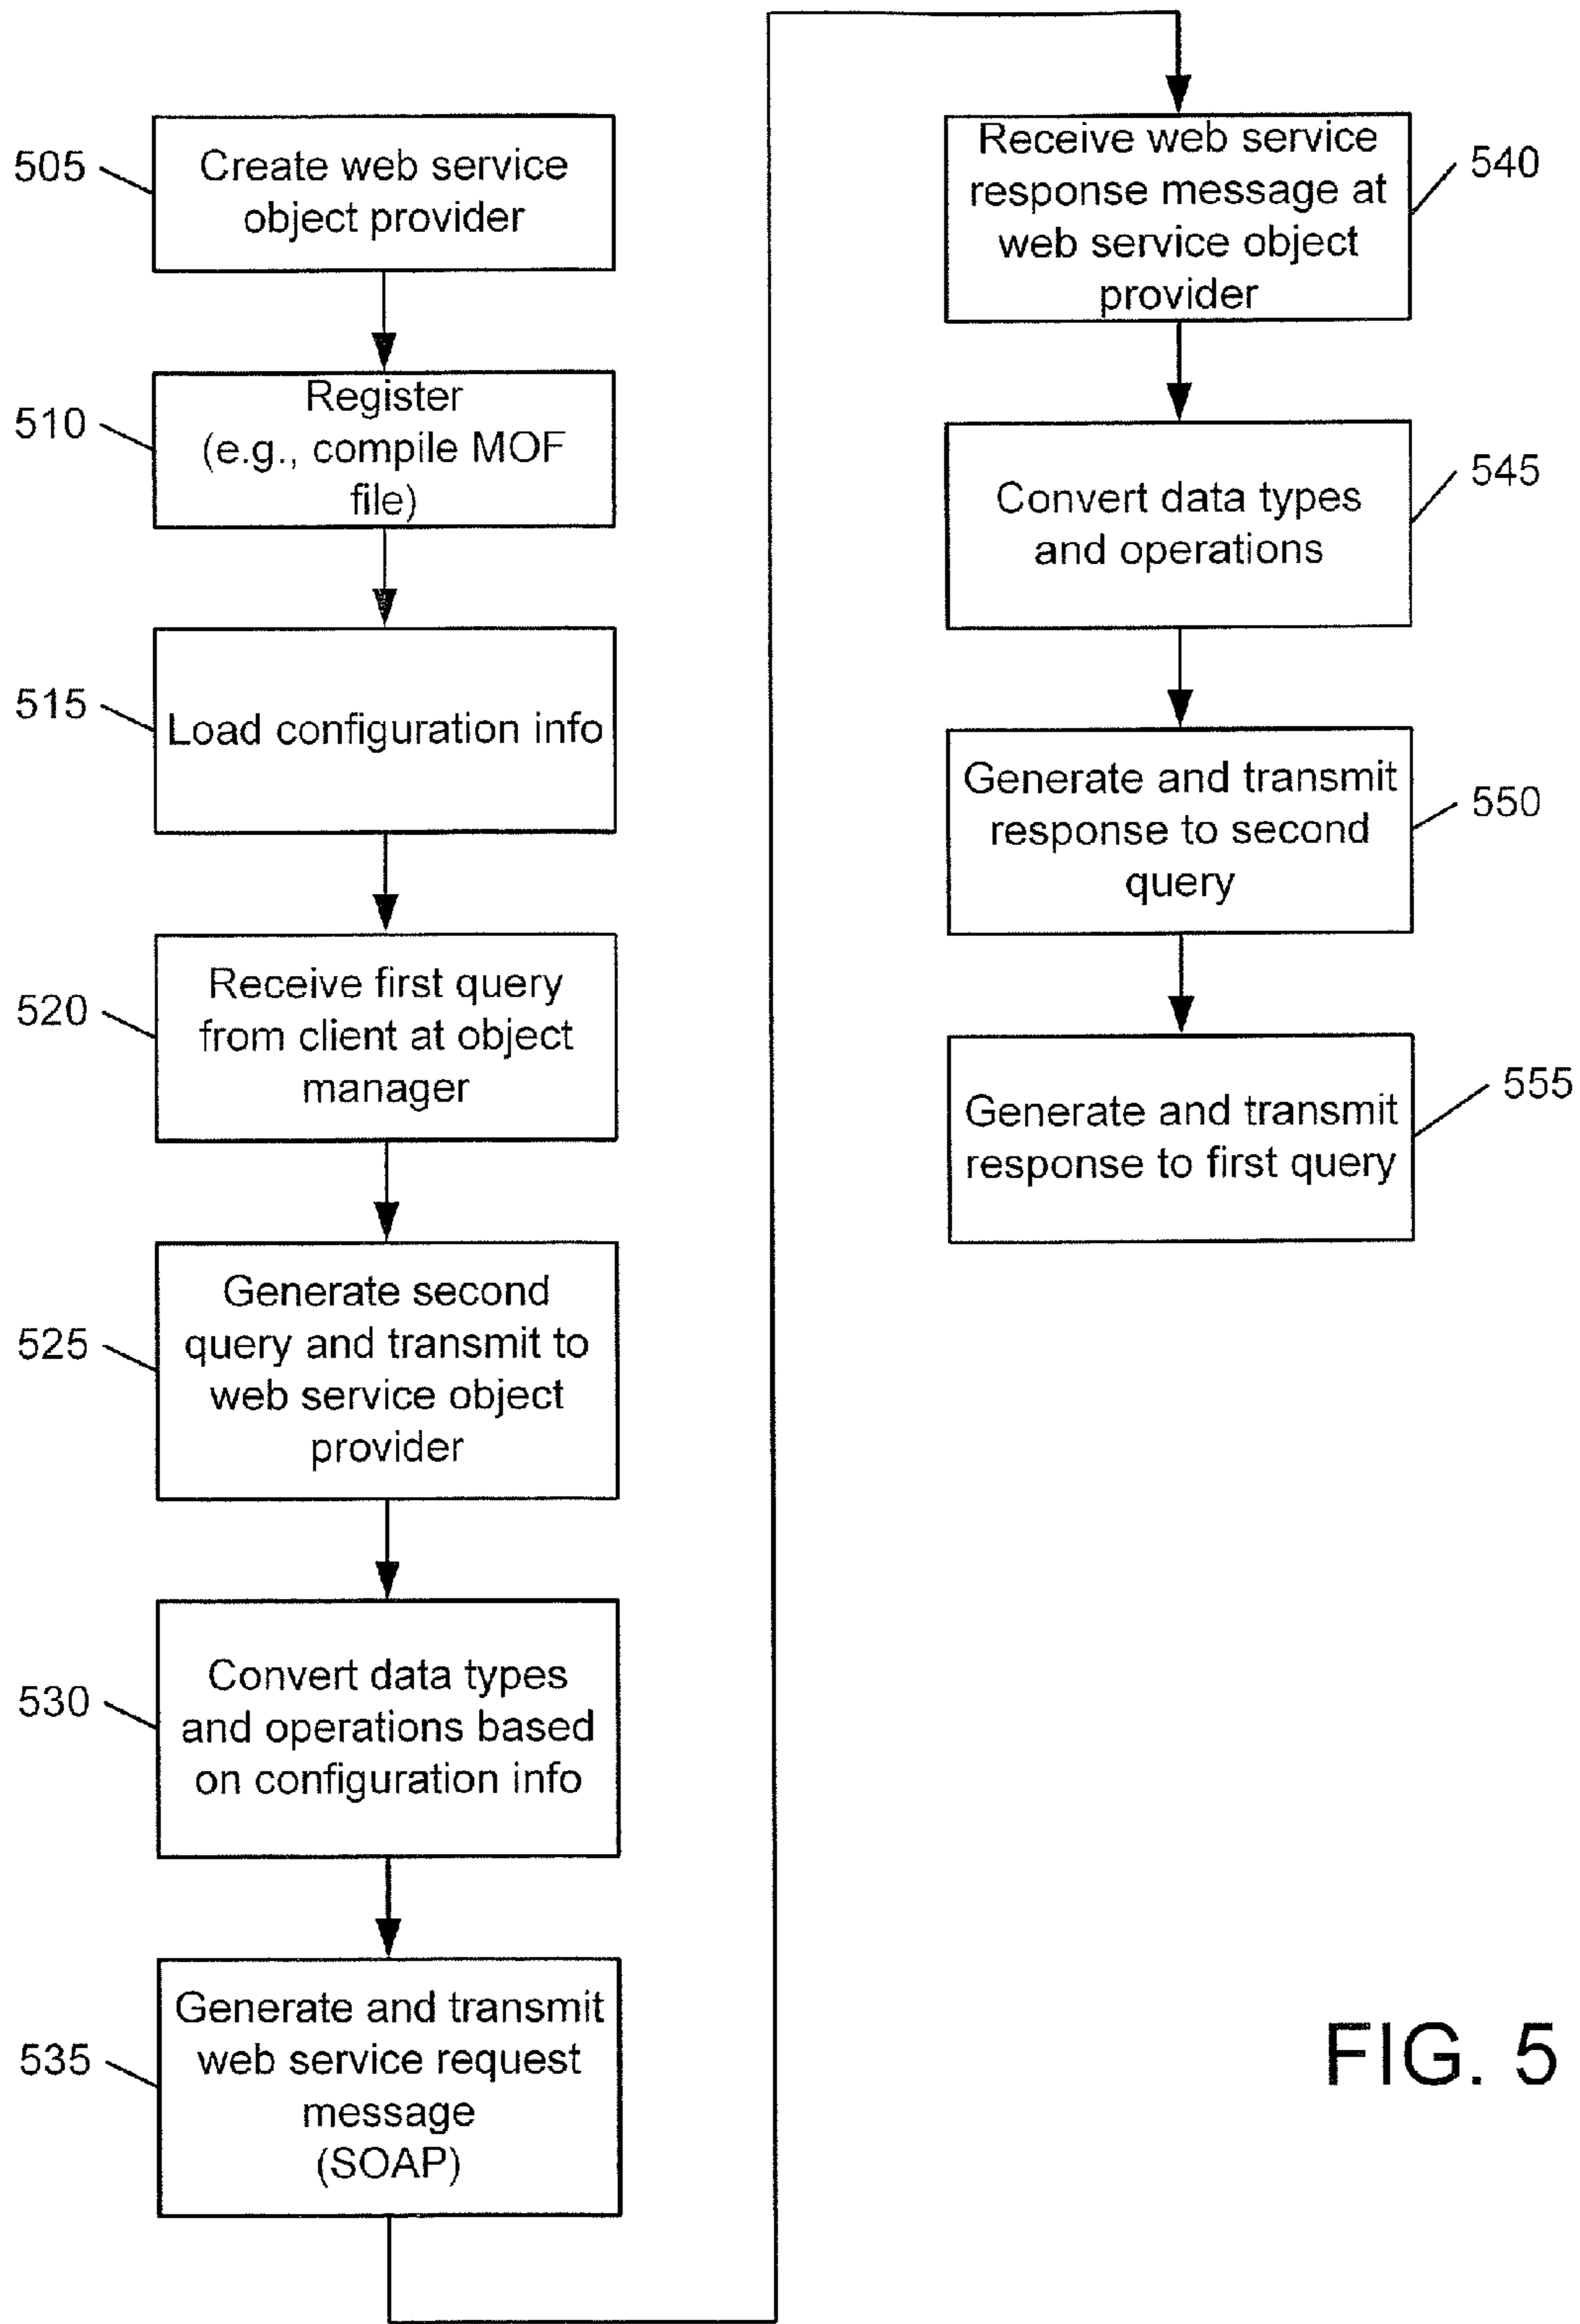 505
Create web service
object provider
510
Register
(e.g., compile MOF
file)
515
Load configuration info
520
Receive first query
from client at object
manager
525
Generate second
query and transmit to
web service object
provider
530
Convert data types
and operations based
on configuration info
535
Generate and transmit
web service request
message
(SOAP)
Receive web service
response message at
web service object
provider
540
Convert data types
and operations
545
Generate and transmit
response to second
query
550
Generate and transmit
response to first query
555
FIG. 5